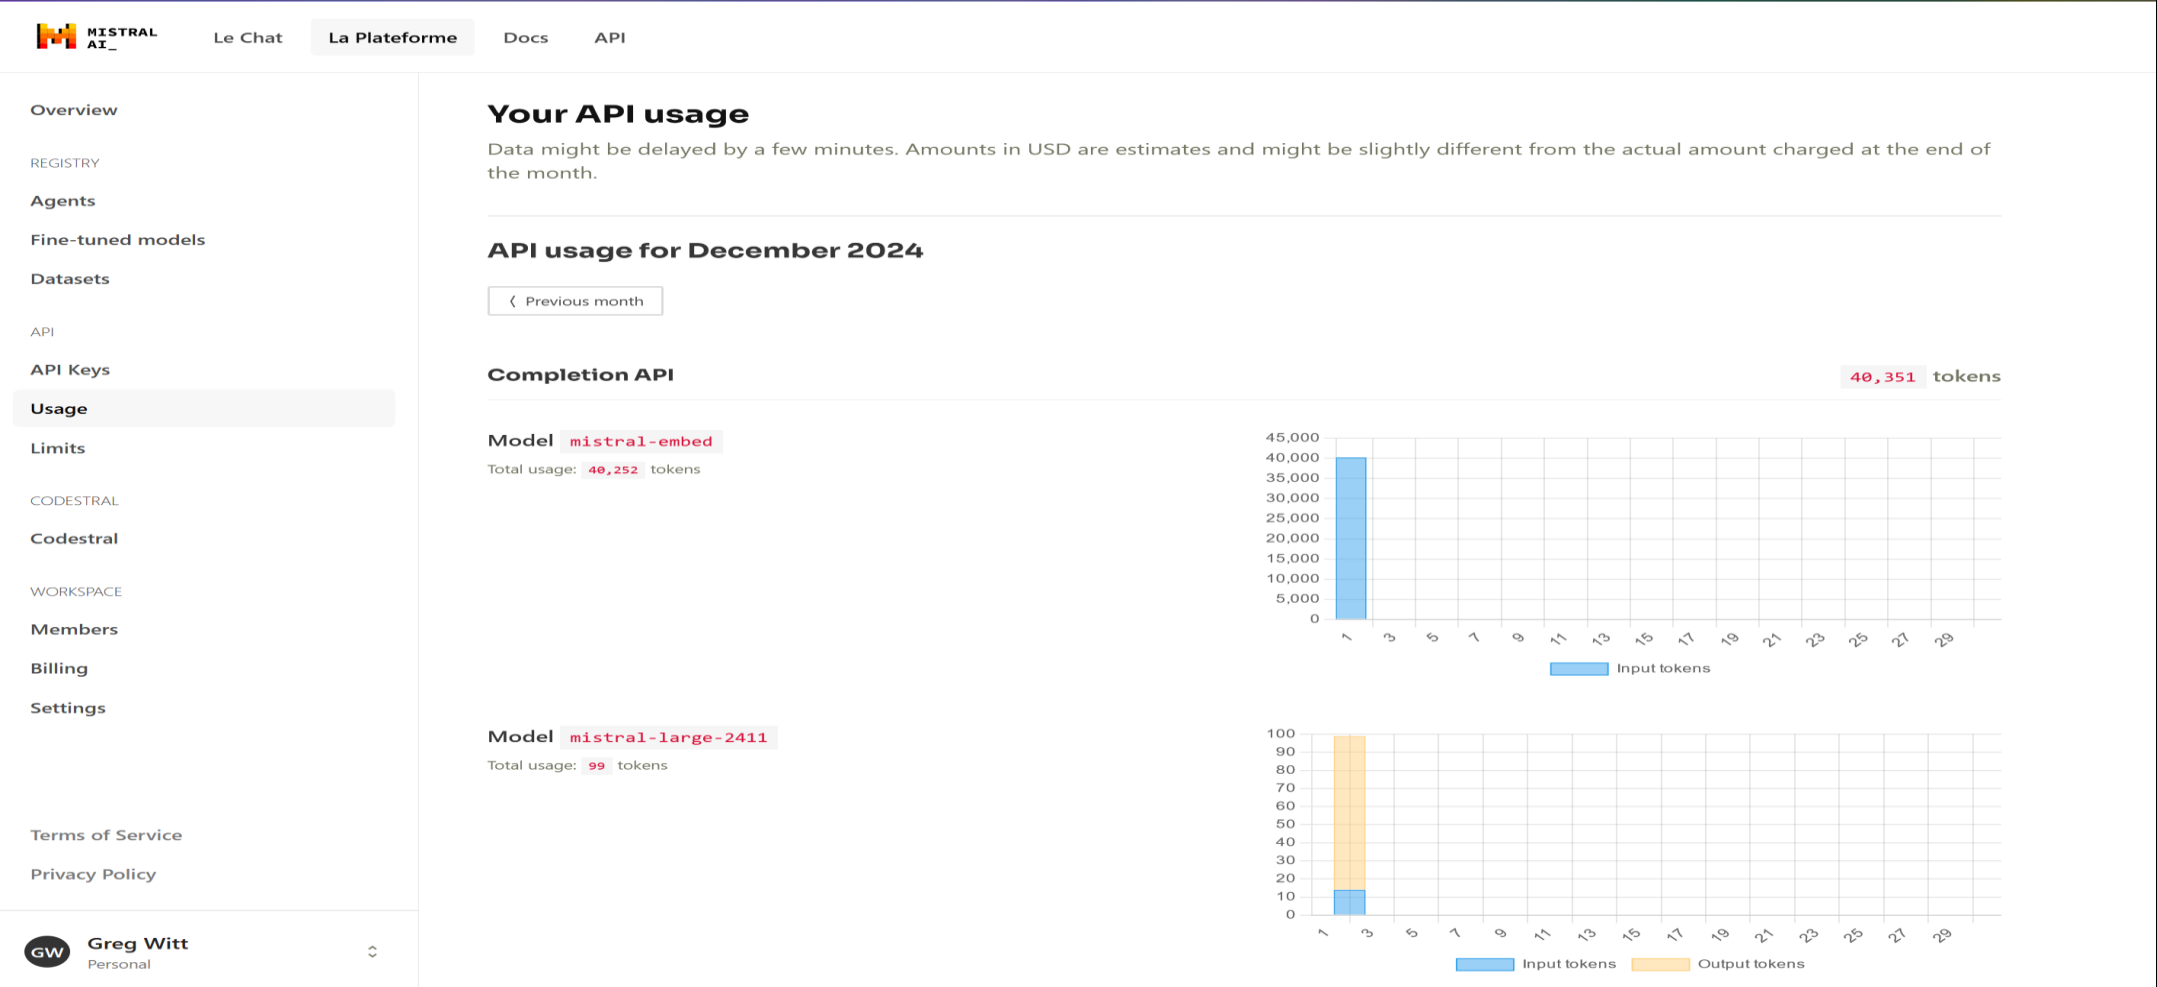 MISTRAL
AI_
Le Chat
La Plateforme
Docs
API
Overview
REGISTRY
Agents
Fine-tuned models
Datasets
API
API Keys
Usage
Limits
CODESTRAL
Codestral
WORKSPACE
Members
Billing
Settings
Terms of Service
Privacy Policy
GW
Greg Witt
Personal
Your API usage
Data might be delayed by a few minutes. Amounts in USD are estimates and might be slightly different from the actual amount charged at the end of
the month.
API usage for December 2024
Previous month
Completion API
40,351 tokens
Model mistral-embed
Total usage: 40,252 tokens
45,000
40,000
35,000
30,000
25,000
20,000
15,000
10,000
5,000
0
1 3 5 7 9 11 13 15 17 19 21 23 25 27 29
Input tokens
Model mistral-large-2411
Total usage: 99 tokens
100
90
80
70
60
50
40
30
20
10
0
1 3 5 7 9 11 13 15 17 19 21 23 25 27 29
Input tokens Output tokens